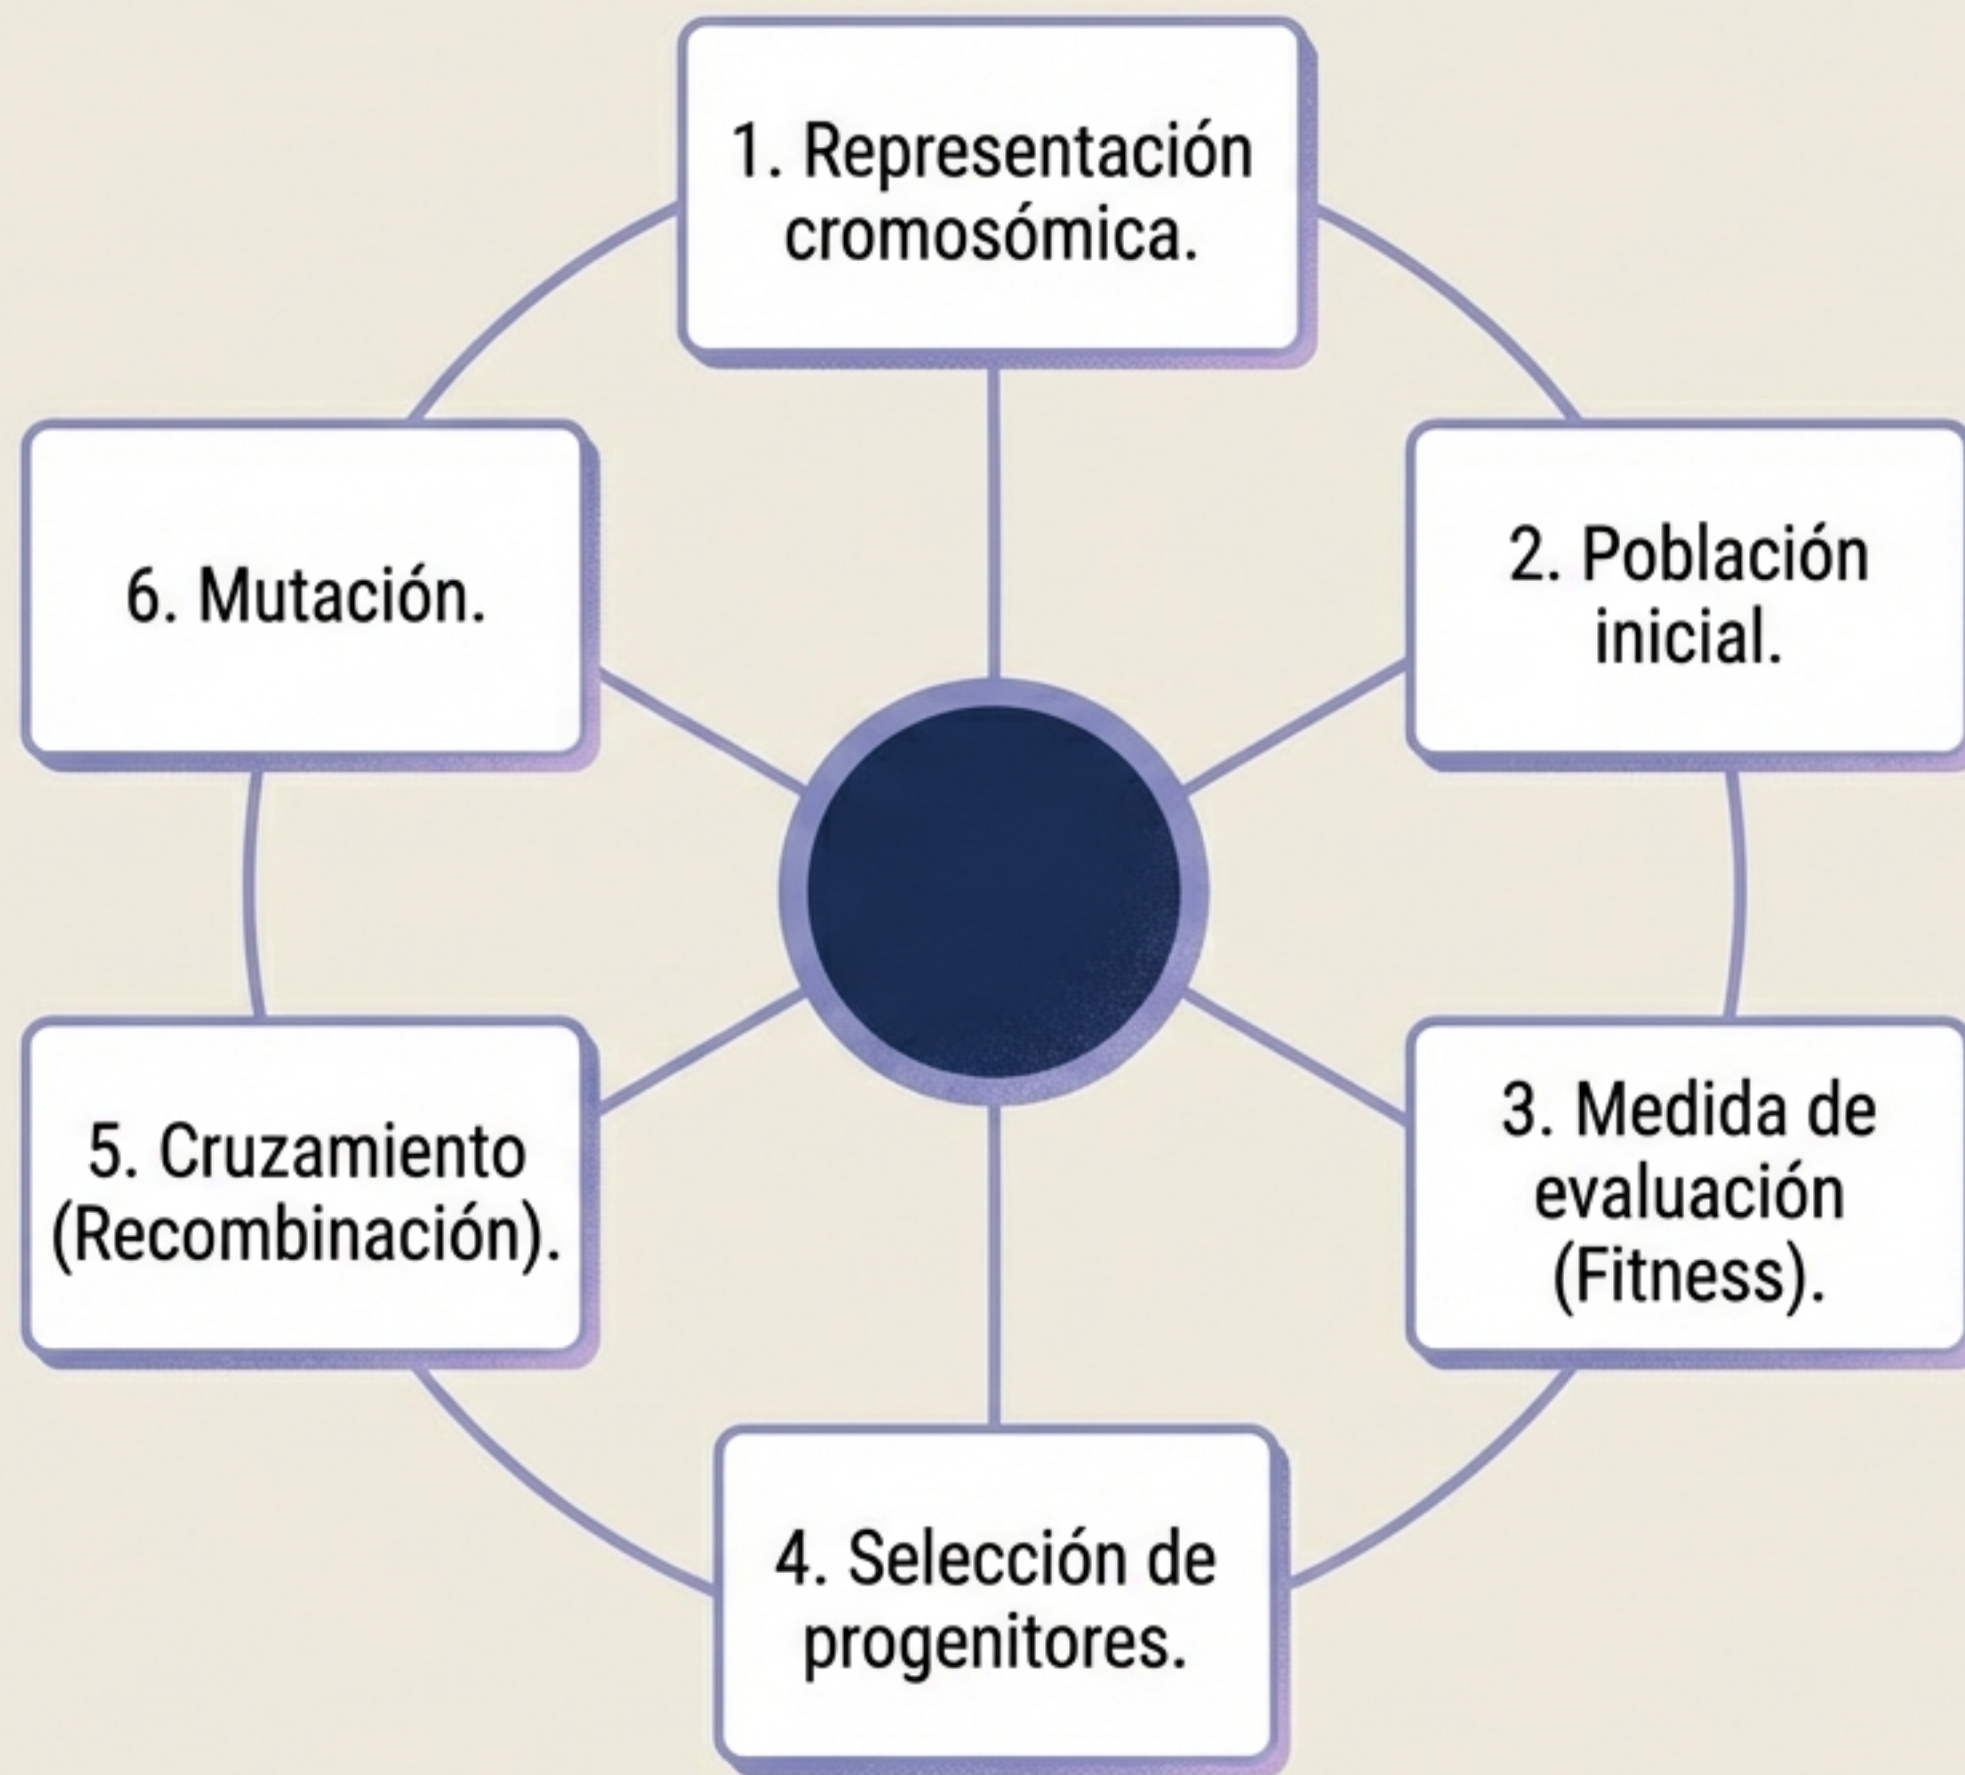 1. Representación
cromosómica.
2. Población
inicial.
3. Medida de
evaluación
(Fitness).
4. Selección de
progenitores.
5. Cruzamiento
(Recombinación).
6. Mutación.